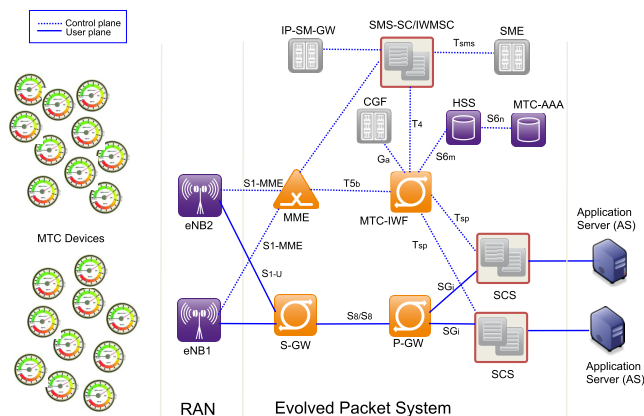 Control plane
User plane
IP-SM-GW
SMS-SC/IWMSC
SME
Tsms
CGF
HSS
MTC-AAA
T4
S6n
Ga
S6m
S1-MME
T5b
MME
MTC-IWF
eNB2
Tsp
Application
Server (AS)
MTC Devices
S1-MME
Tsp
S1-U
SGi
SCS
S8/S8
SGi
eNB1
S-GW
P-GW
SCS
Application
Server (AS)
RAN
Evolved Packet System